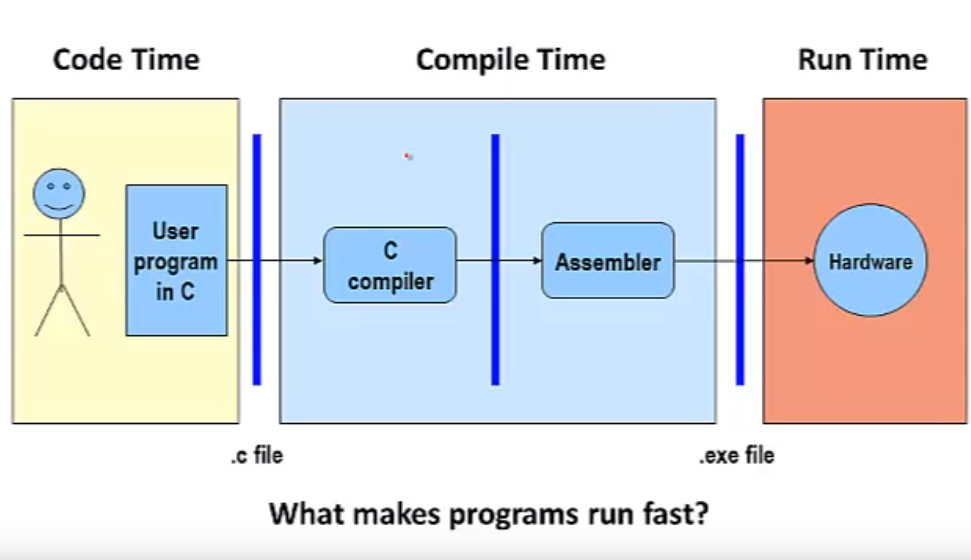 Code Time
Compile Time
Run Time
User
program
in C
C
compiler
Assembler
Hardware
.c file
.exe file
What makes programs run fast?